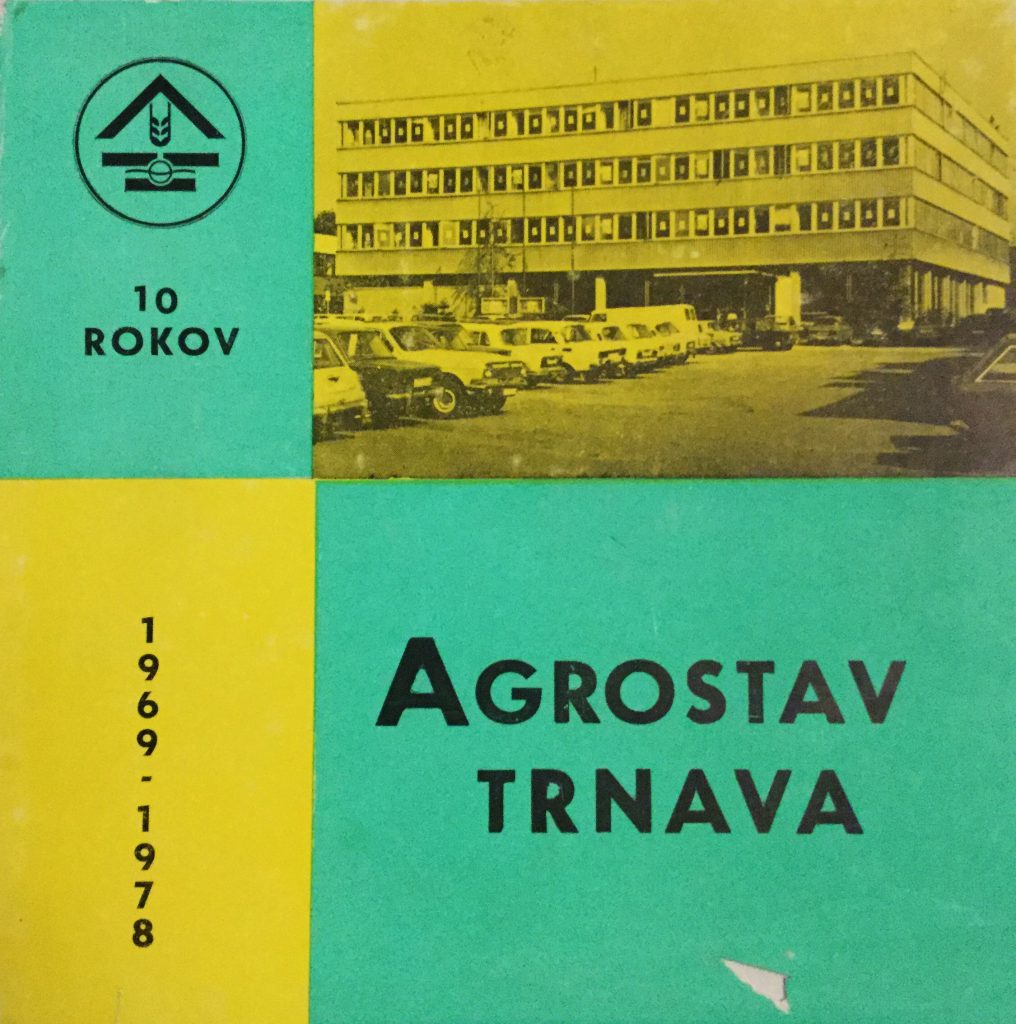 10
ROKOV
1969-1978
AGROSTAV
TRNAVA